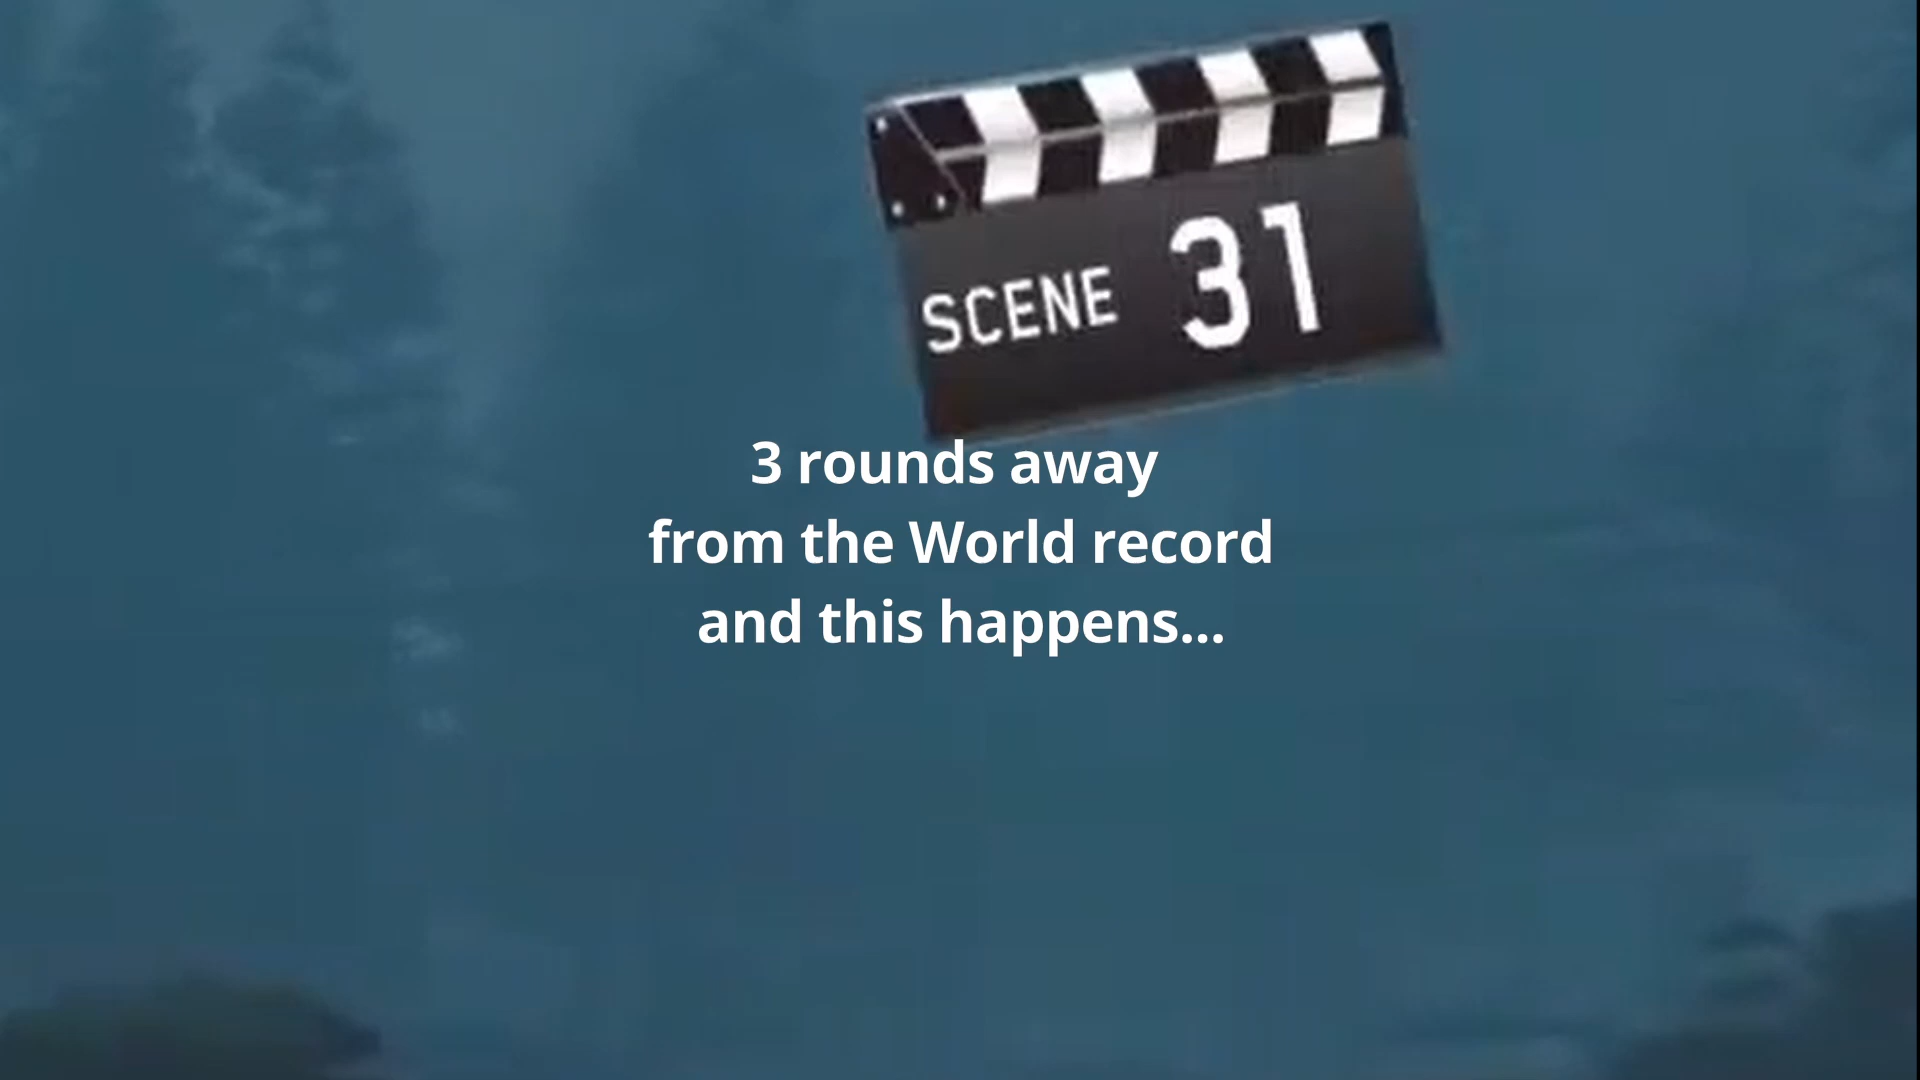 SCENE 31
3 rounds away
from the World record
and this happens...